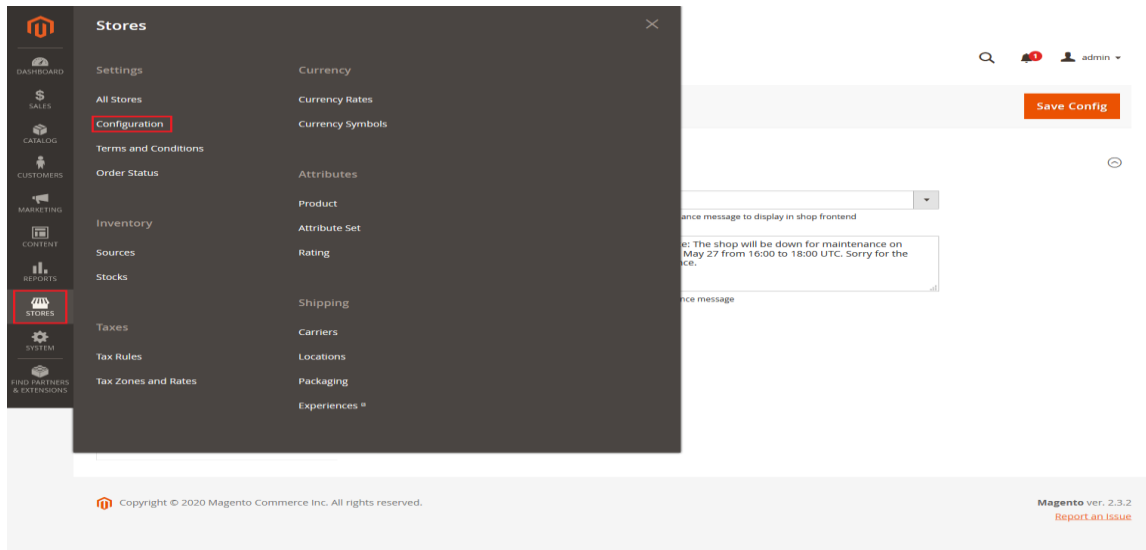 Stores
Settings
All Stores
Configuration
Terms and Conditions
Order Status
Inventory
Sources
Stocks
Taxes
Tax Rules
Tax Zones and Rates
Currency
Currency Rates
Currency Symbols
Attributes
Product
Attribute Set
Rating
Shipping
Carriers
Locations
Packaging
Experiences
DASHBOARD
$
SALES
CATALOG
CUSTOMERS
MARKETING
CONTENT
REPORTS
STORES
SYSTEM
FIND PARTNERS
& EXTENSIONS
1
admin
Save Config
message to display in shop frontend
The shop will be down for maintenance on
May 27 from 16:00 to 18:00 UTC. Sorry for the
message
Copyright © 2020 Magento Commerce Inc. All rights reserved.
Magento ver. 2.3.2
Report an Issue